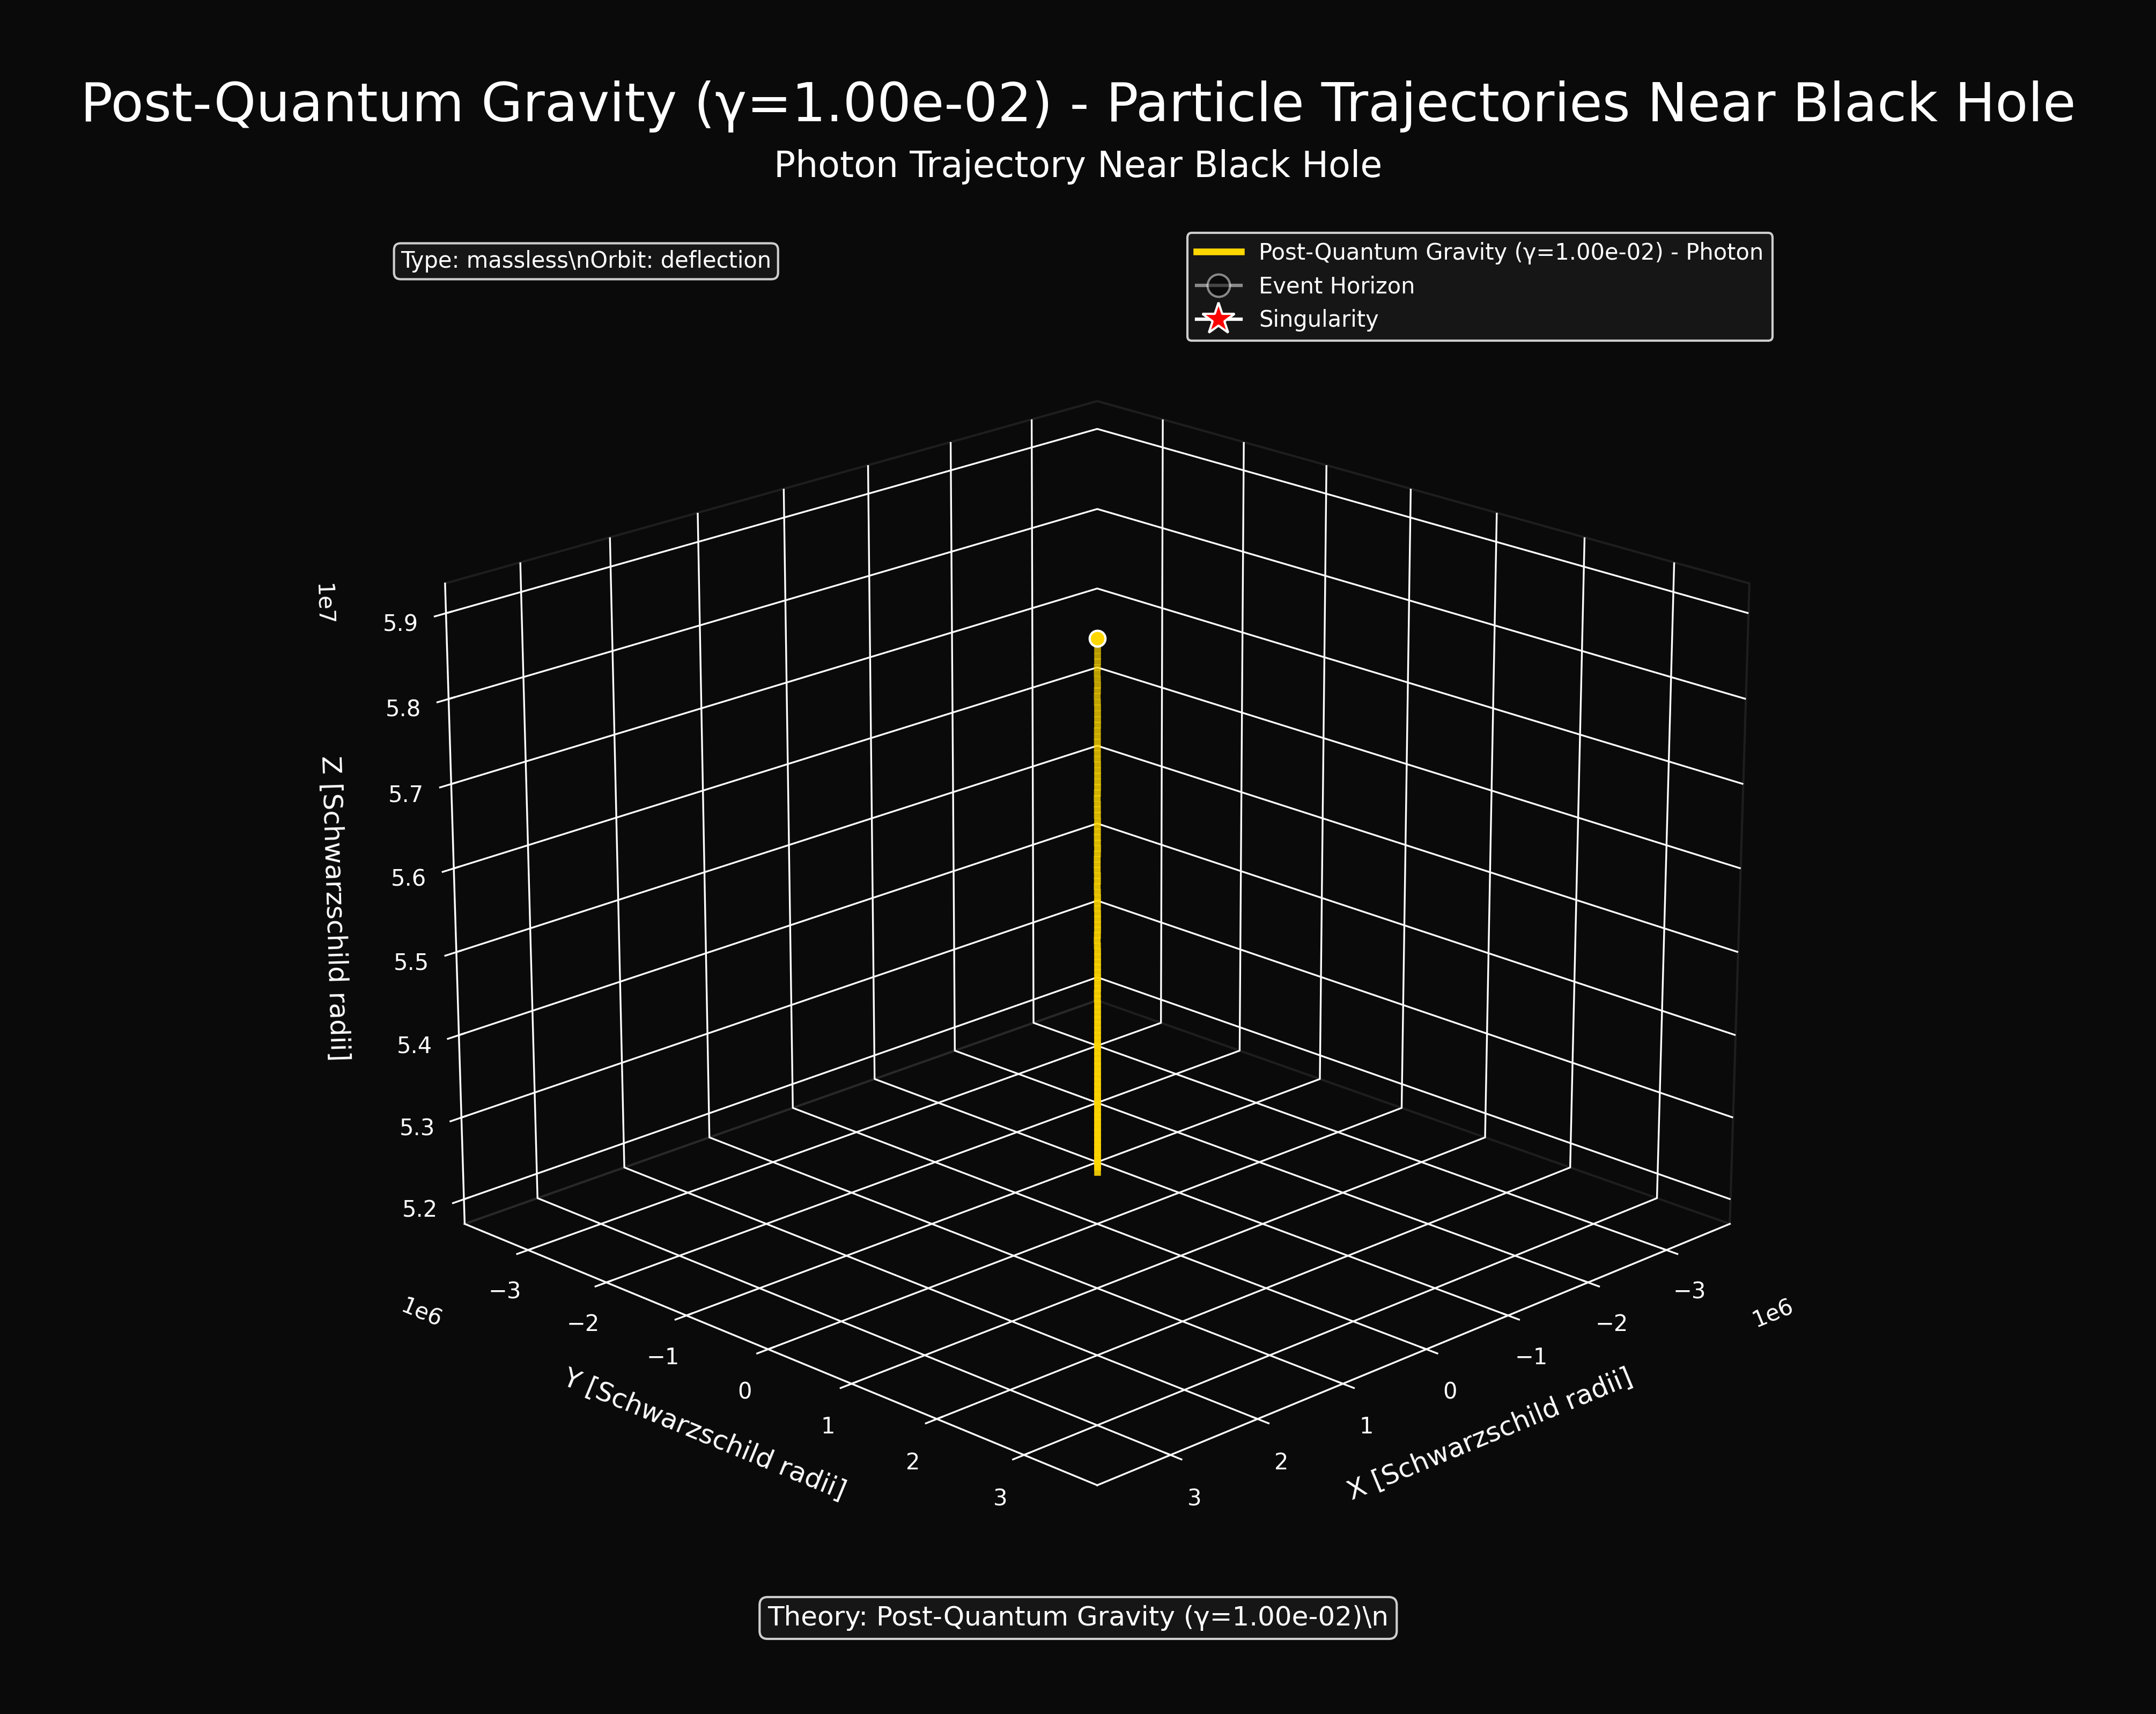 Post-Quantum Gravity (γ=1.00e-02) - Particle Trajectories Near Black Hole
Photon Trajectory Near Black Hole
Type: massless\nOrbit: deflection
Post-Quantum Gravity (γ=1.00e-02) - Photon
Event Horizon
Singularity
1e7
5.9
5.8
5.7
5.6
5.5
5.4
5.3
5.2
Z [Schwarzschild radii]
1e6
−3
−2
−1
0
1
2
3
Y [Schwarzschild radii]
3
2
1
0
−1
−2
−3
1e6
X [Schwarzschild radii]
Theory: Post-Quantum Gravity (γ=1.00e-02)\n